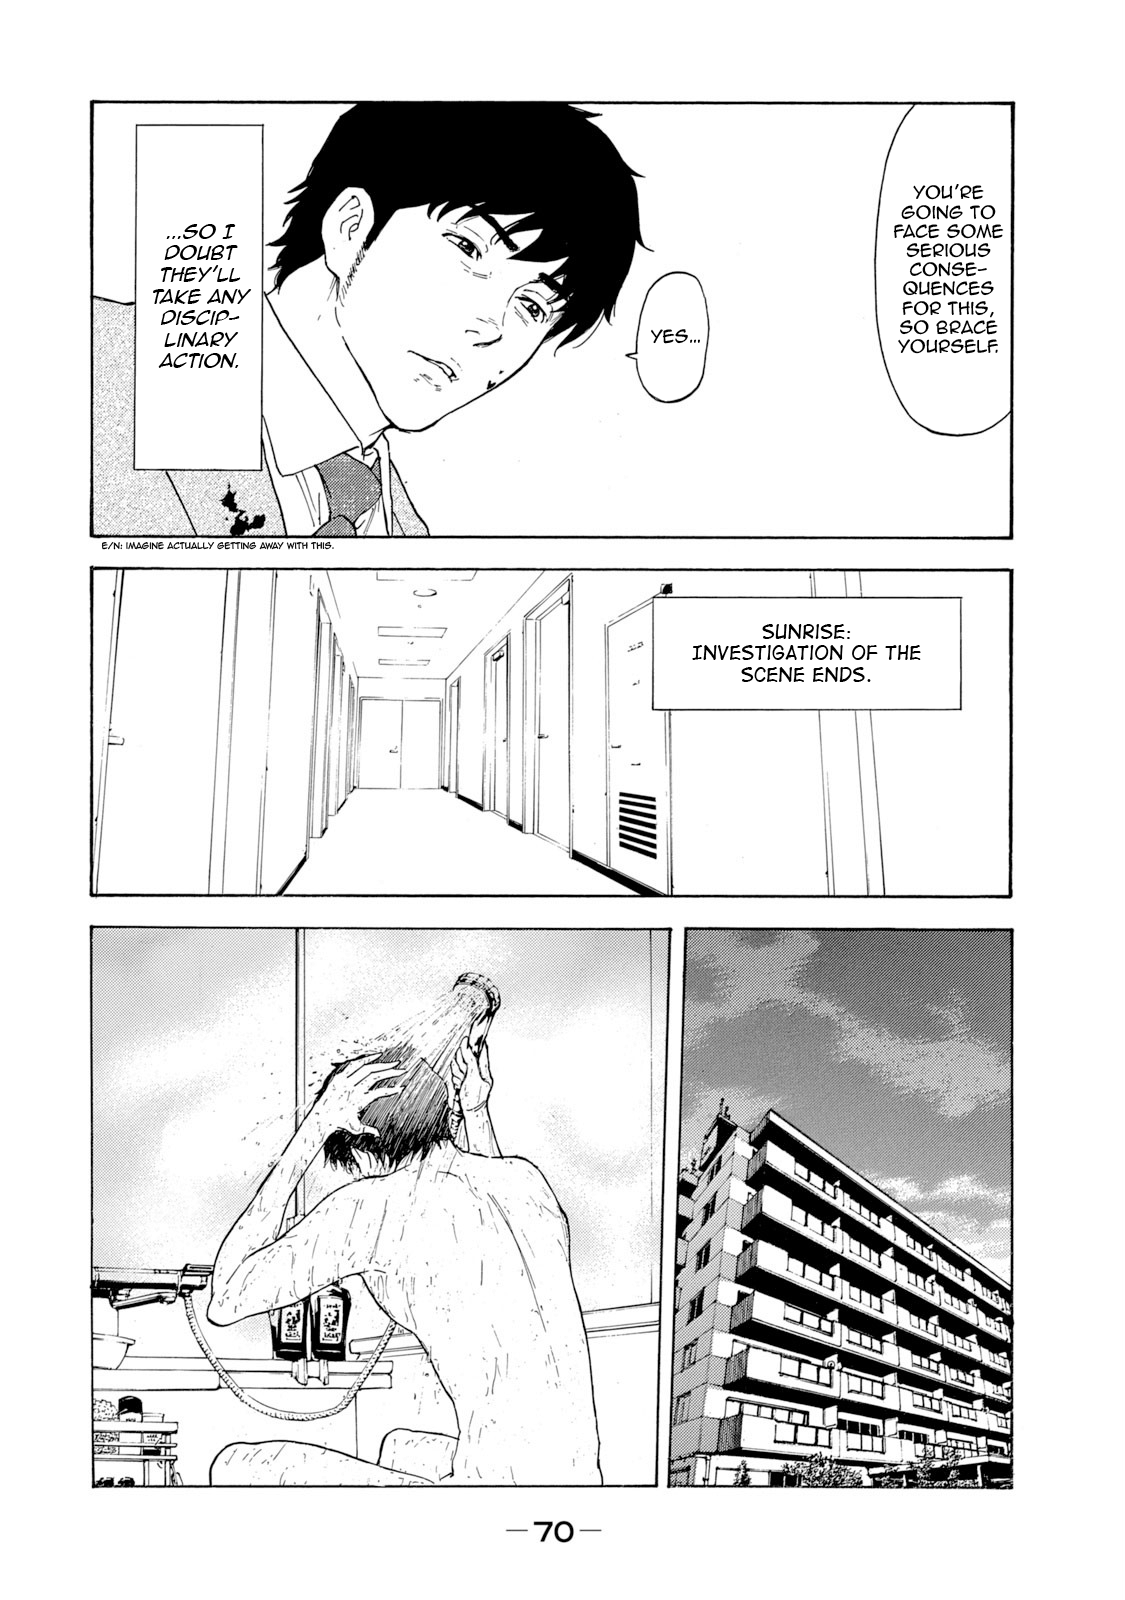 YOU'RE
GOING TO
FACE SOME
SERIOUS
CONSE-
QUENCES
FOR THIS,
SO BRACE
YOURSELF.
YES...
...SO I
DOUBT
THEY'LL
TAKE ANY
DISCIP-
LINARY
ACTION.
E/N: IMAGINE ACTUALLY GETTING AWAY WITH THIS.
SUNRISE:
INVESTIGATION OF THE
SCENE ENDS.
—70—